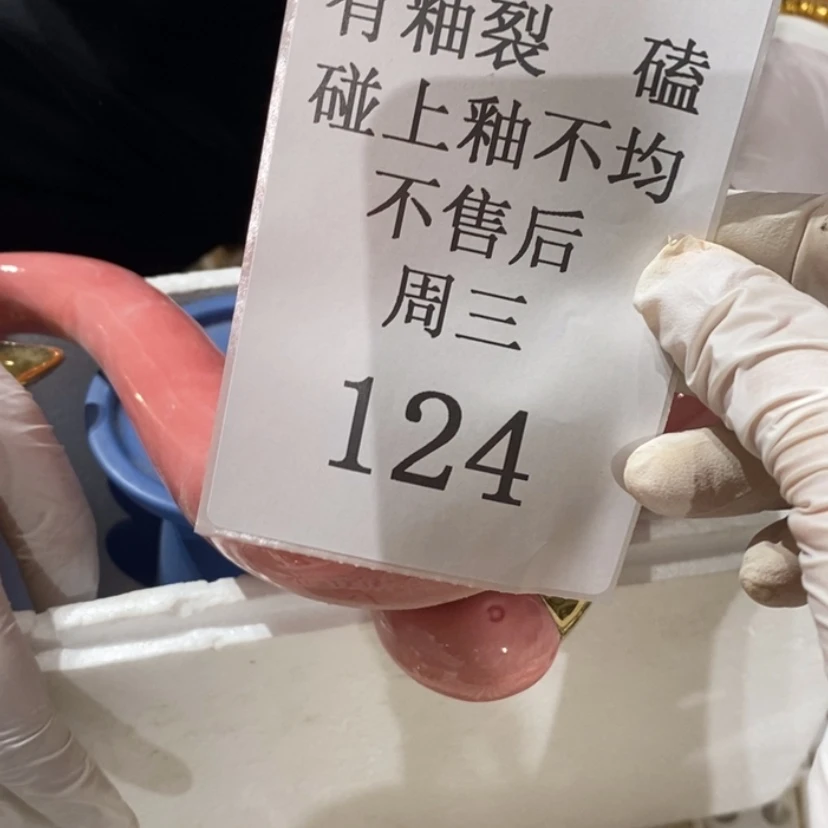 有釉裂 磕
碰上釉不均
不售后
周三
124